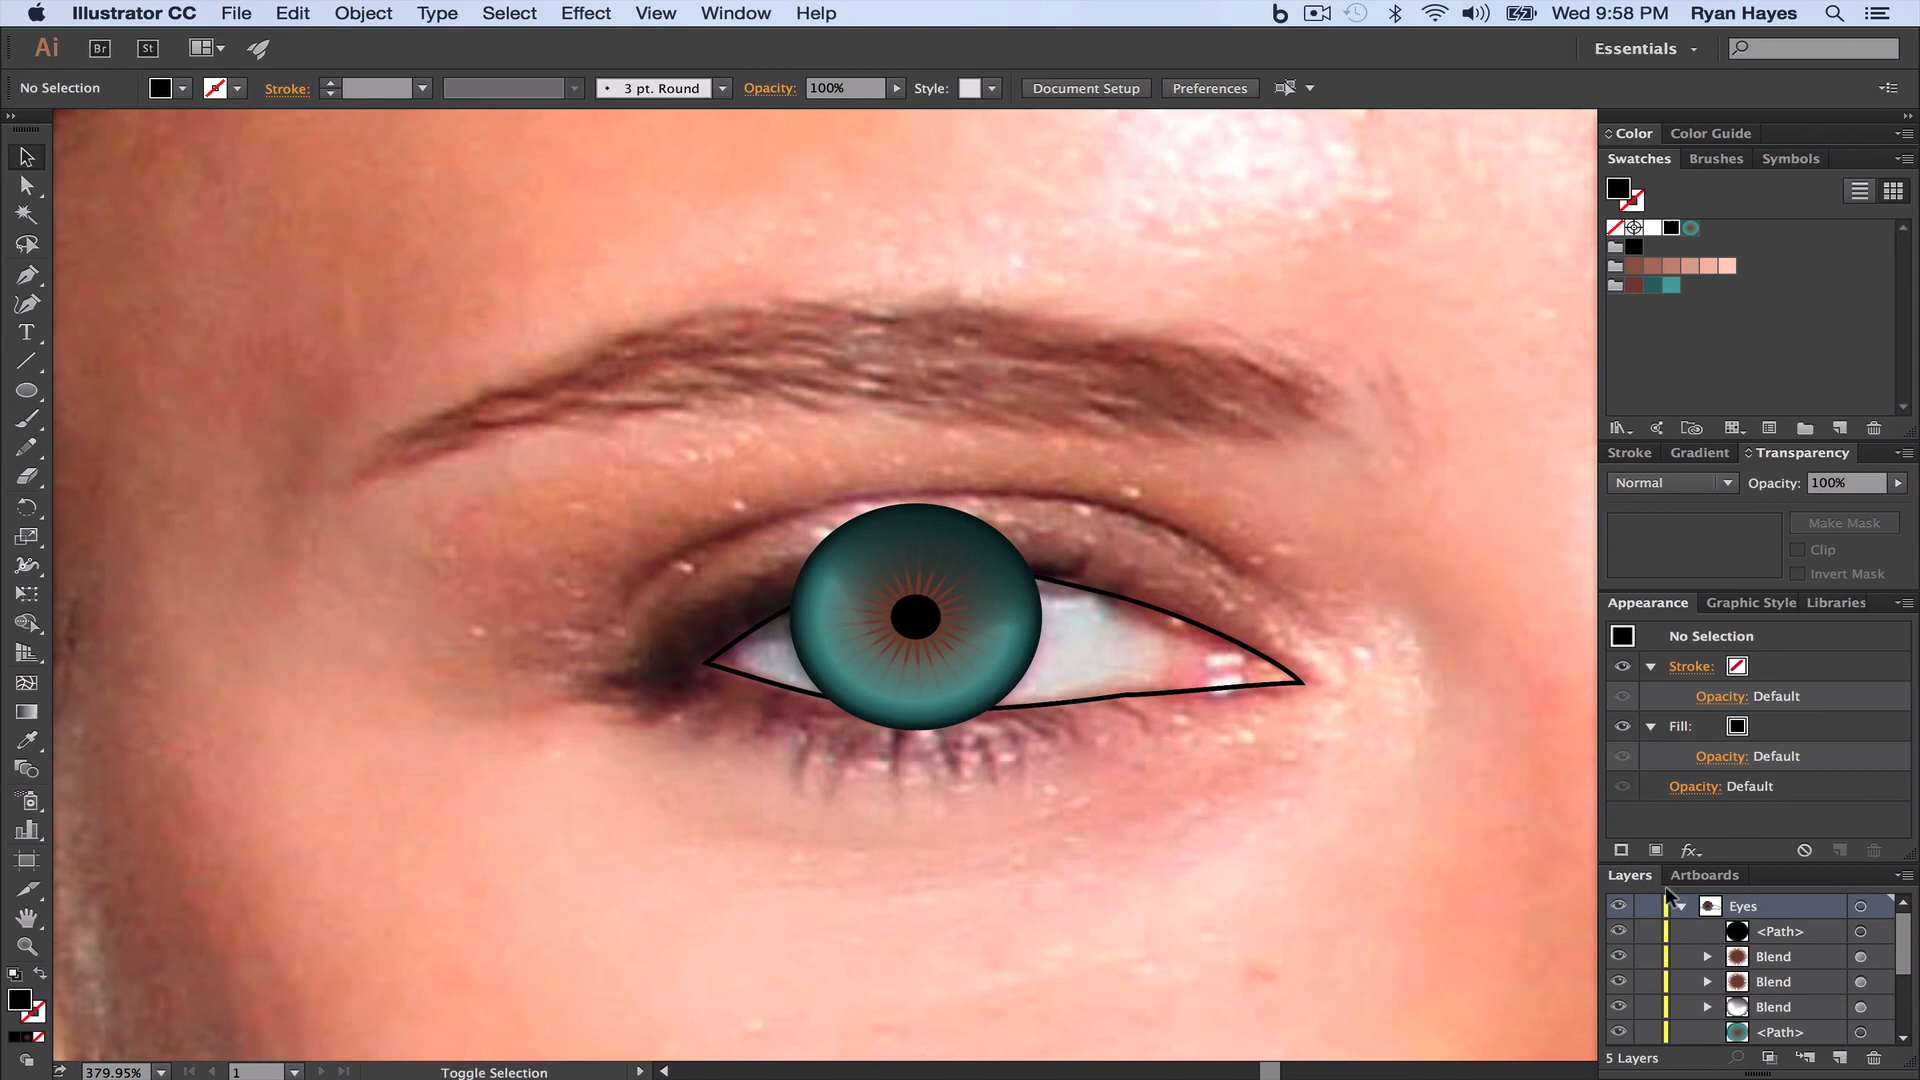 Illustrator CC File Edit Object Type Select Effect View Window Help Wed 9:58 PM Ryan Hayes
Ai Br St Essentials
No Selection Stroke: 3 pt. Round Opacity: 100% Style: Document Setup Preferences
Color Color Guide
Swatches Brushes Symbols
Stroke Gradient Transparency
Normal Opacity: 100%
Make Mask
Clip
Invert Mask
Appearance Graphic Style Libraries
No Selection
Stroke:
Opacity: Default
Fill:
Opacity: Default
Opacity: Default
fx
Layers Artboards
Eyes
<Path>
Blend
Blend
Blend
<Path>
5 Layers
379.95% 1 Toggle Selection